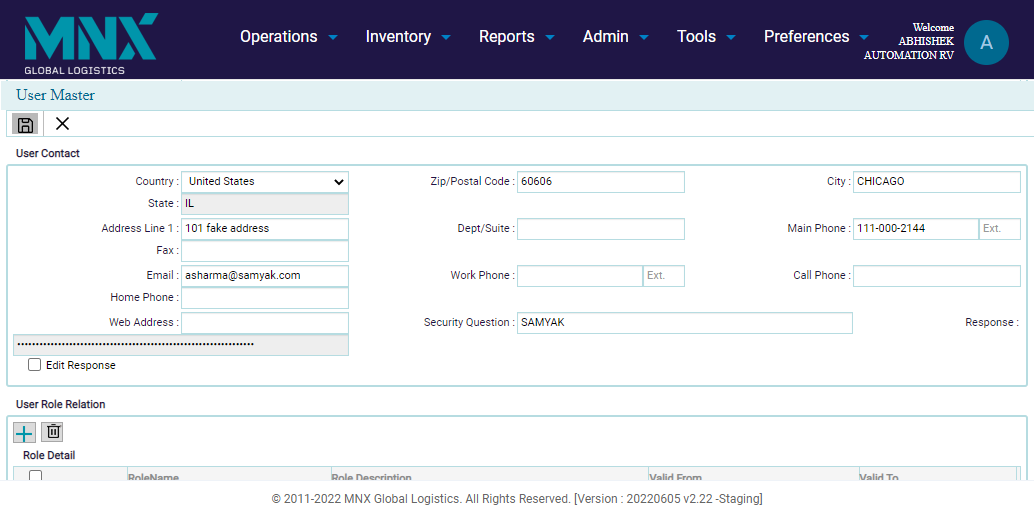 MNX
GLOBAL LOGISTICS
Operations Inventory Reports Admin Tools Preferences
Welcome
ABHISHEK
AUTOMATION RV
A
User Master
User Contact
Country : United States Zip/Postal Code : 60606 City : CHICAGO
State : IL
Address Line 1 : 101 fake address Dept/Suite : Main Phone : 111-000-2144 Ext.
Fax :
Email : asharma@samyak.com Work Phone : Ext. Call Phone :
Home Phone :
Web Address : Security Question : SAMYAK Response :
Edit Response
User Role Relation
Role Detail
RoleName Role Description Valid From Valid To
© 2011-2022 MNX Global Logistics. All Rights Reserved. [Version : 20220605 v2.22 -Staging]